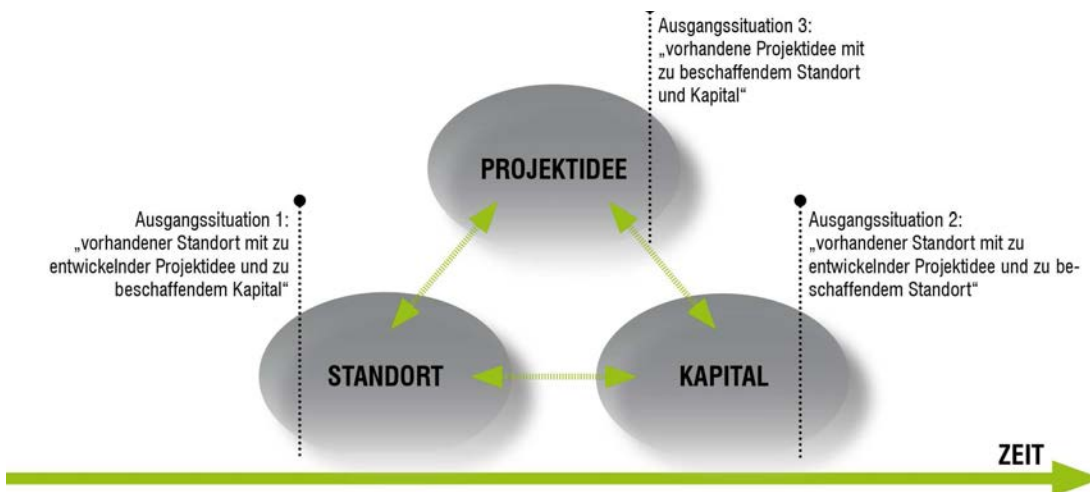 Ausgangssituation 3:
„vorhandene Projektidee mit
zu beschaffendem Standort
und Kapital“
PROJEKTIDEE
Ausgangssituation 1:
„vorhandener Standort mit zu
entwickelnder Projektidee und zu
beschaffendem Kapital“
Ausgangssituation 2:
„vorhandener Standort mit zu
entwickelnder Projektidee und zu be-
schaffendem Standort“
STANDORT
KAPITAL
ZEIT